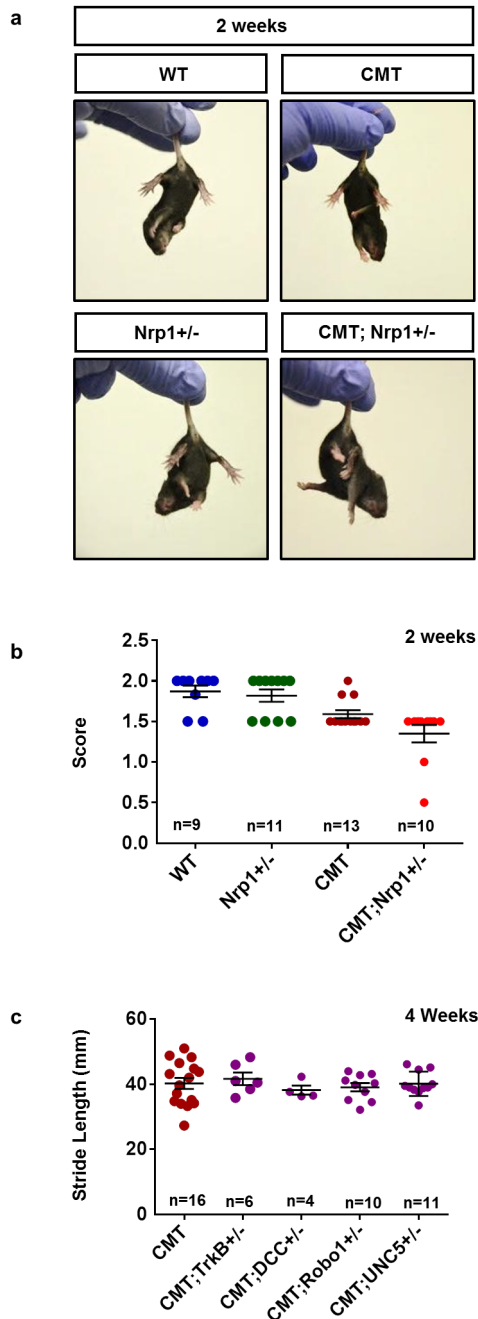 a
2 weeks
WT CMT
Nrp1+/- CMT; Nrp1+/-
b
2 weeks
Score
2.5
2.0
1.5
1.0
0.5
0.0
n=9 n=11 n=13 n=10
WT Nrp1+/- CMT CMT;Nrp1+/-
c
4 Weeks
Stride Length (mm)
60
40
20
0
n=16 n=6 n=4 n=10 n=11
CMT CMT;TrkB+/- CMT;DCC+/- CMT;Robo1+/- CMT;UNC5+/-